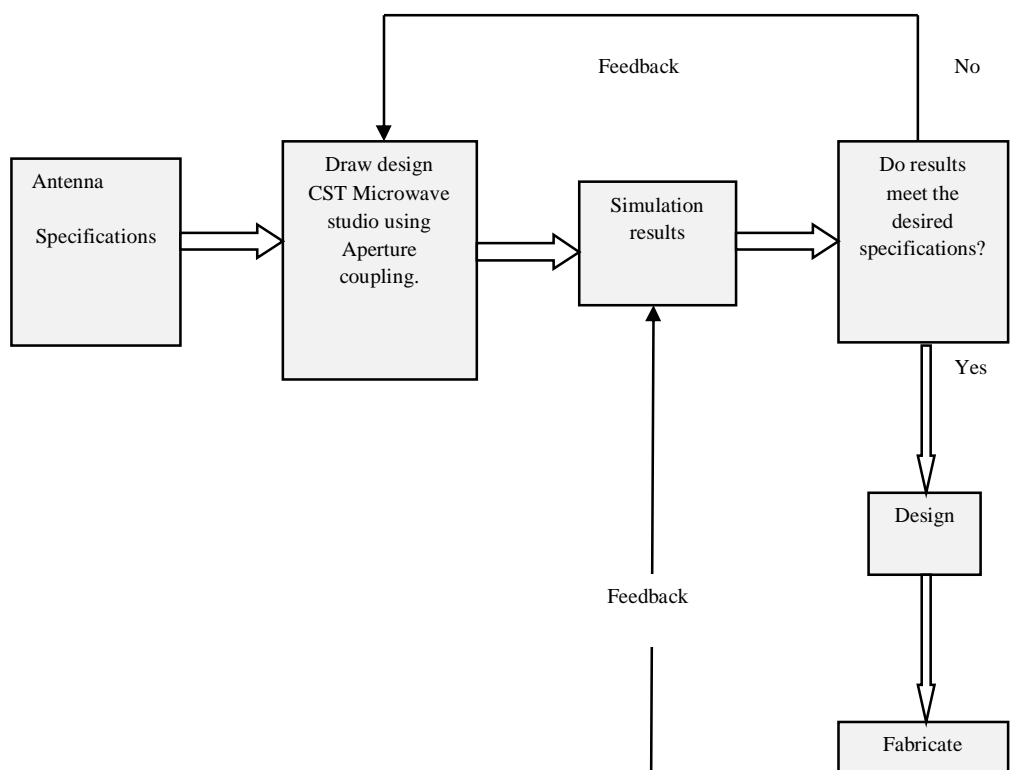 Feedback
No
Antenna
Specifications
Draw design
CST Microwave
studio using
Aperture
coupling.
Simulation
results
Do results
meet the
desired
specifications?
Yes
Design
Feedback
Fabricate